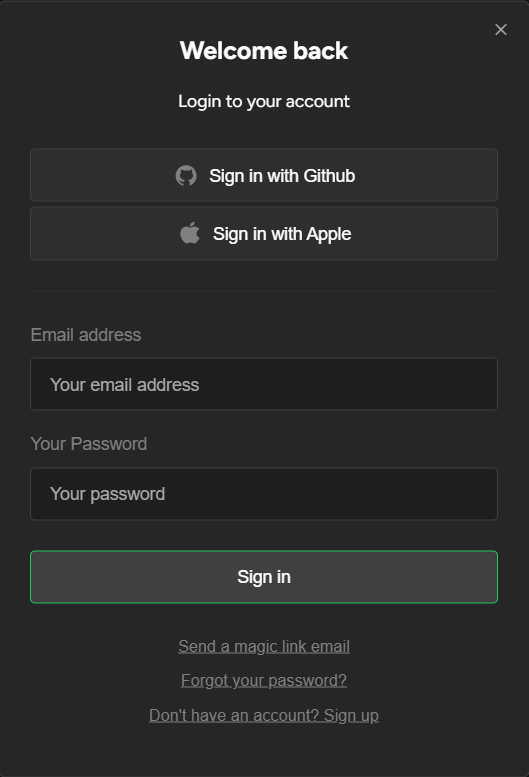 Welcome back
Login to your account
Sign in with Github
Sign in with Apple
Email address
Your email address
Your Password
Your password
Sign in
Send a magic link email
Forgot your password?
Don't have an account? Sign up